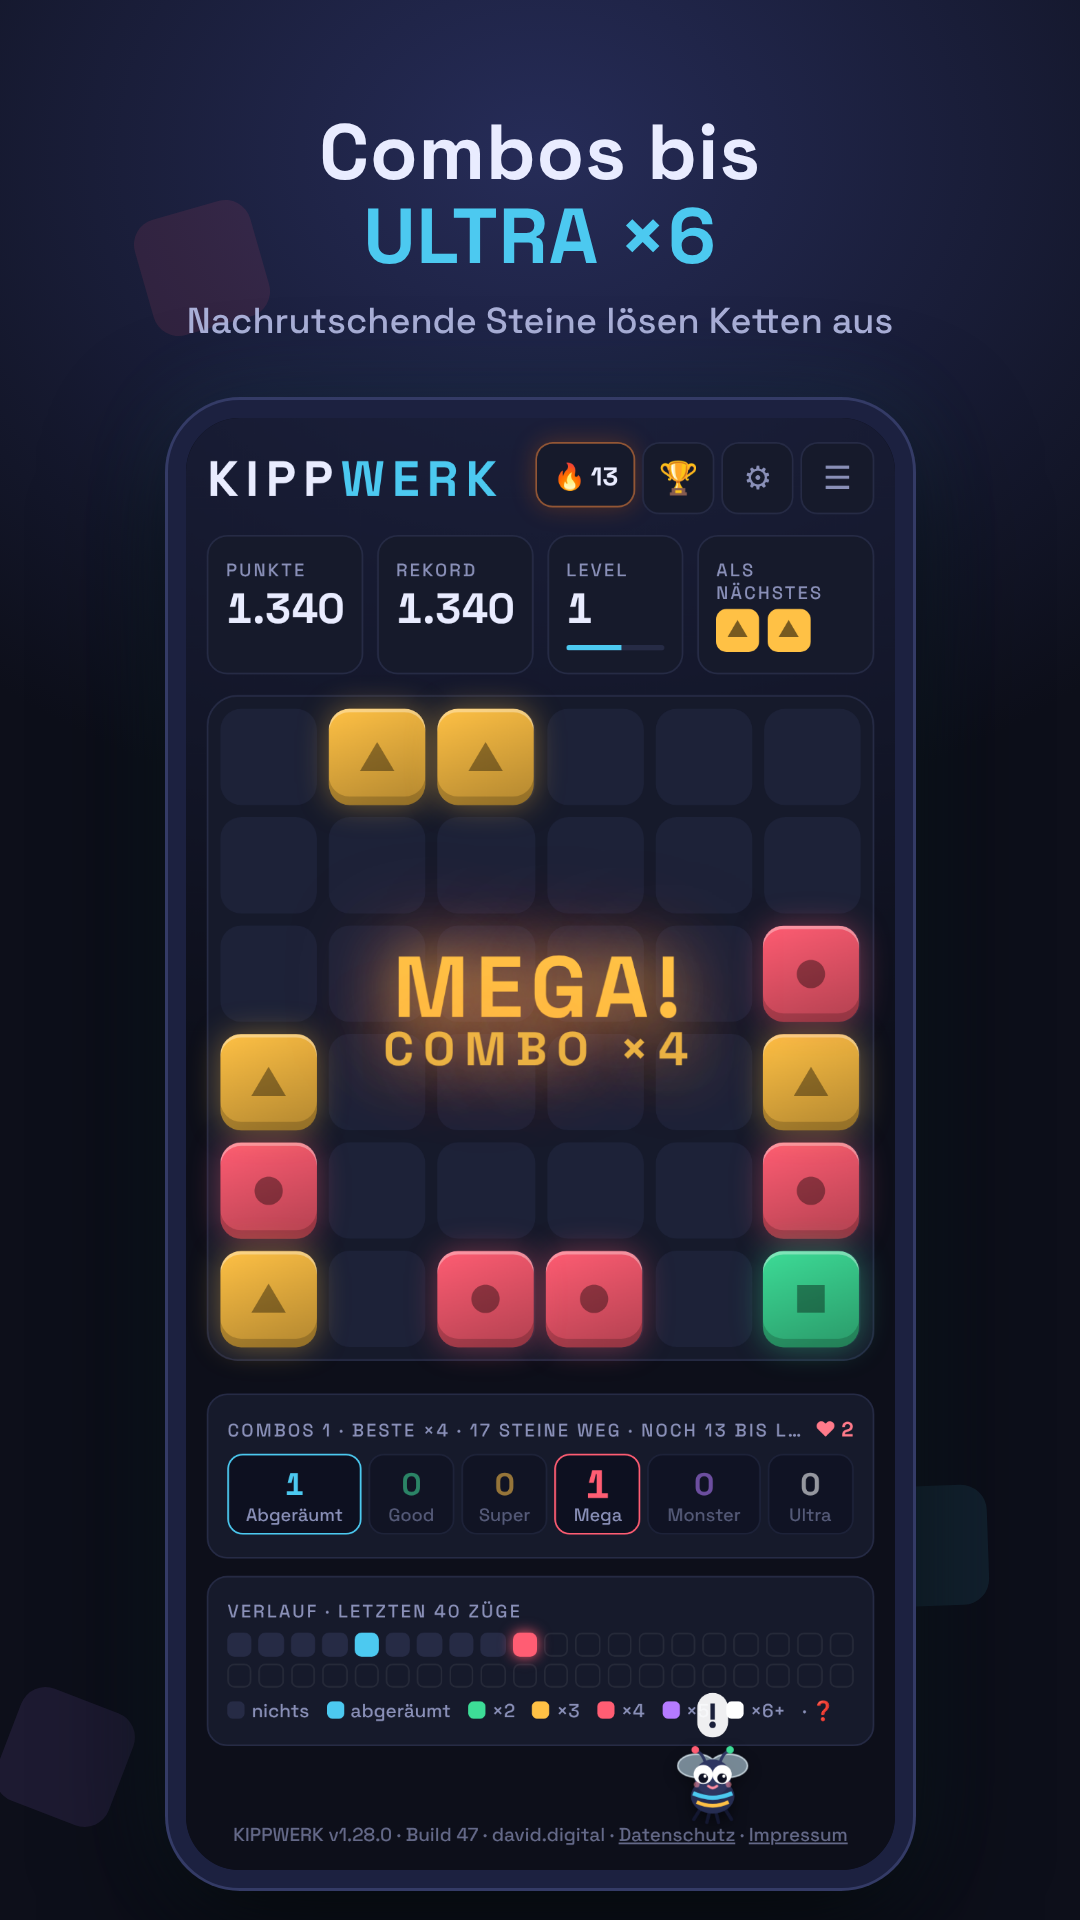 Combos bis
ULTRA ×6
Nachrutschende Steine lösen Ketten aus
KIPPWERK 🔥 13 🏆 ⚙ ☰
PUNKTE REKORD LEVEL ALS NÄCHSTES
1.340 1.340 1
MEGA!
COMBO ×4
COMBOS 1 · BESTE ×4 · 17 STEINE WEG · NOCH 13 BIS L… ♥ 2
1 0 0 1 0 0
Abgeräumt Good Super Mega Monster Ultra
VERLAUF · LETZTEN 40 ZÜGE
nichts abgeräumt ×2 ×3 ×4 ! ×6+ · ❓
KIPPWERK v1.28.0 · Build 47 · david.digital · Datenschutz · Impressum